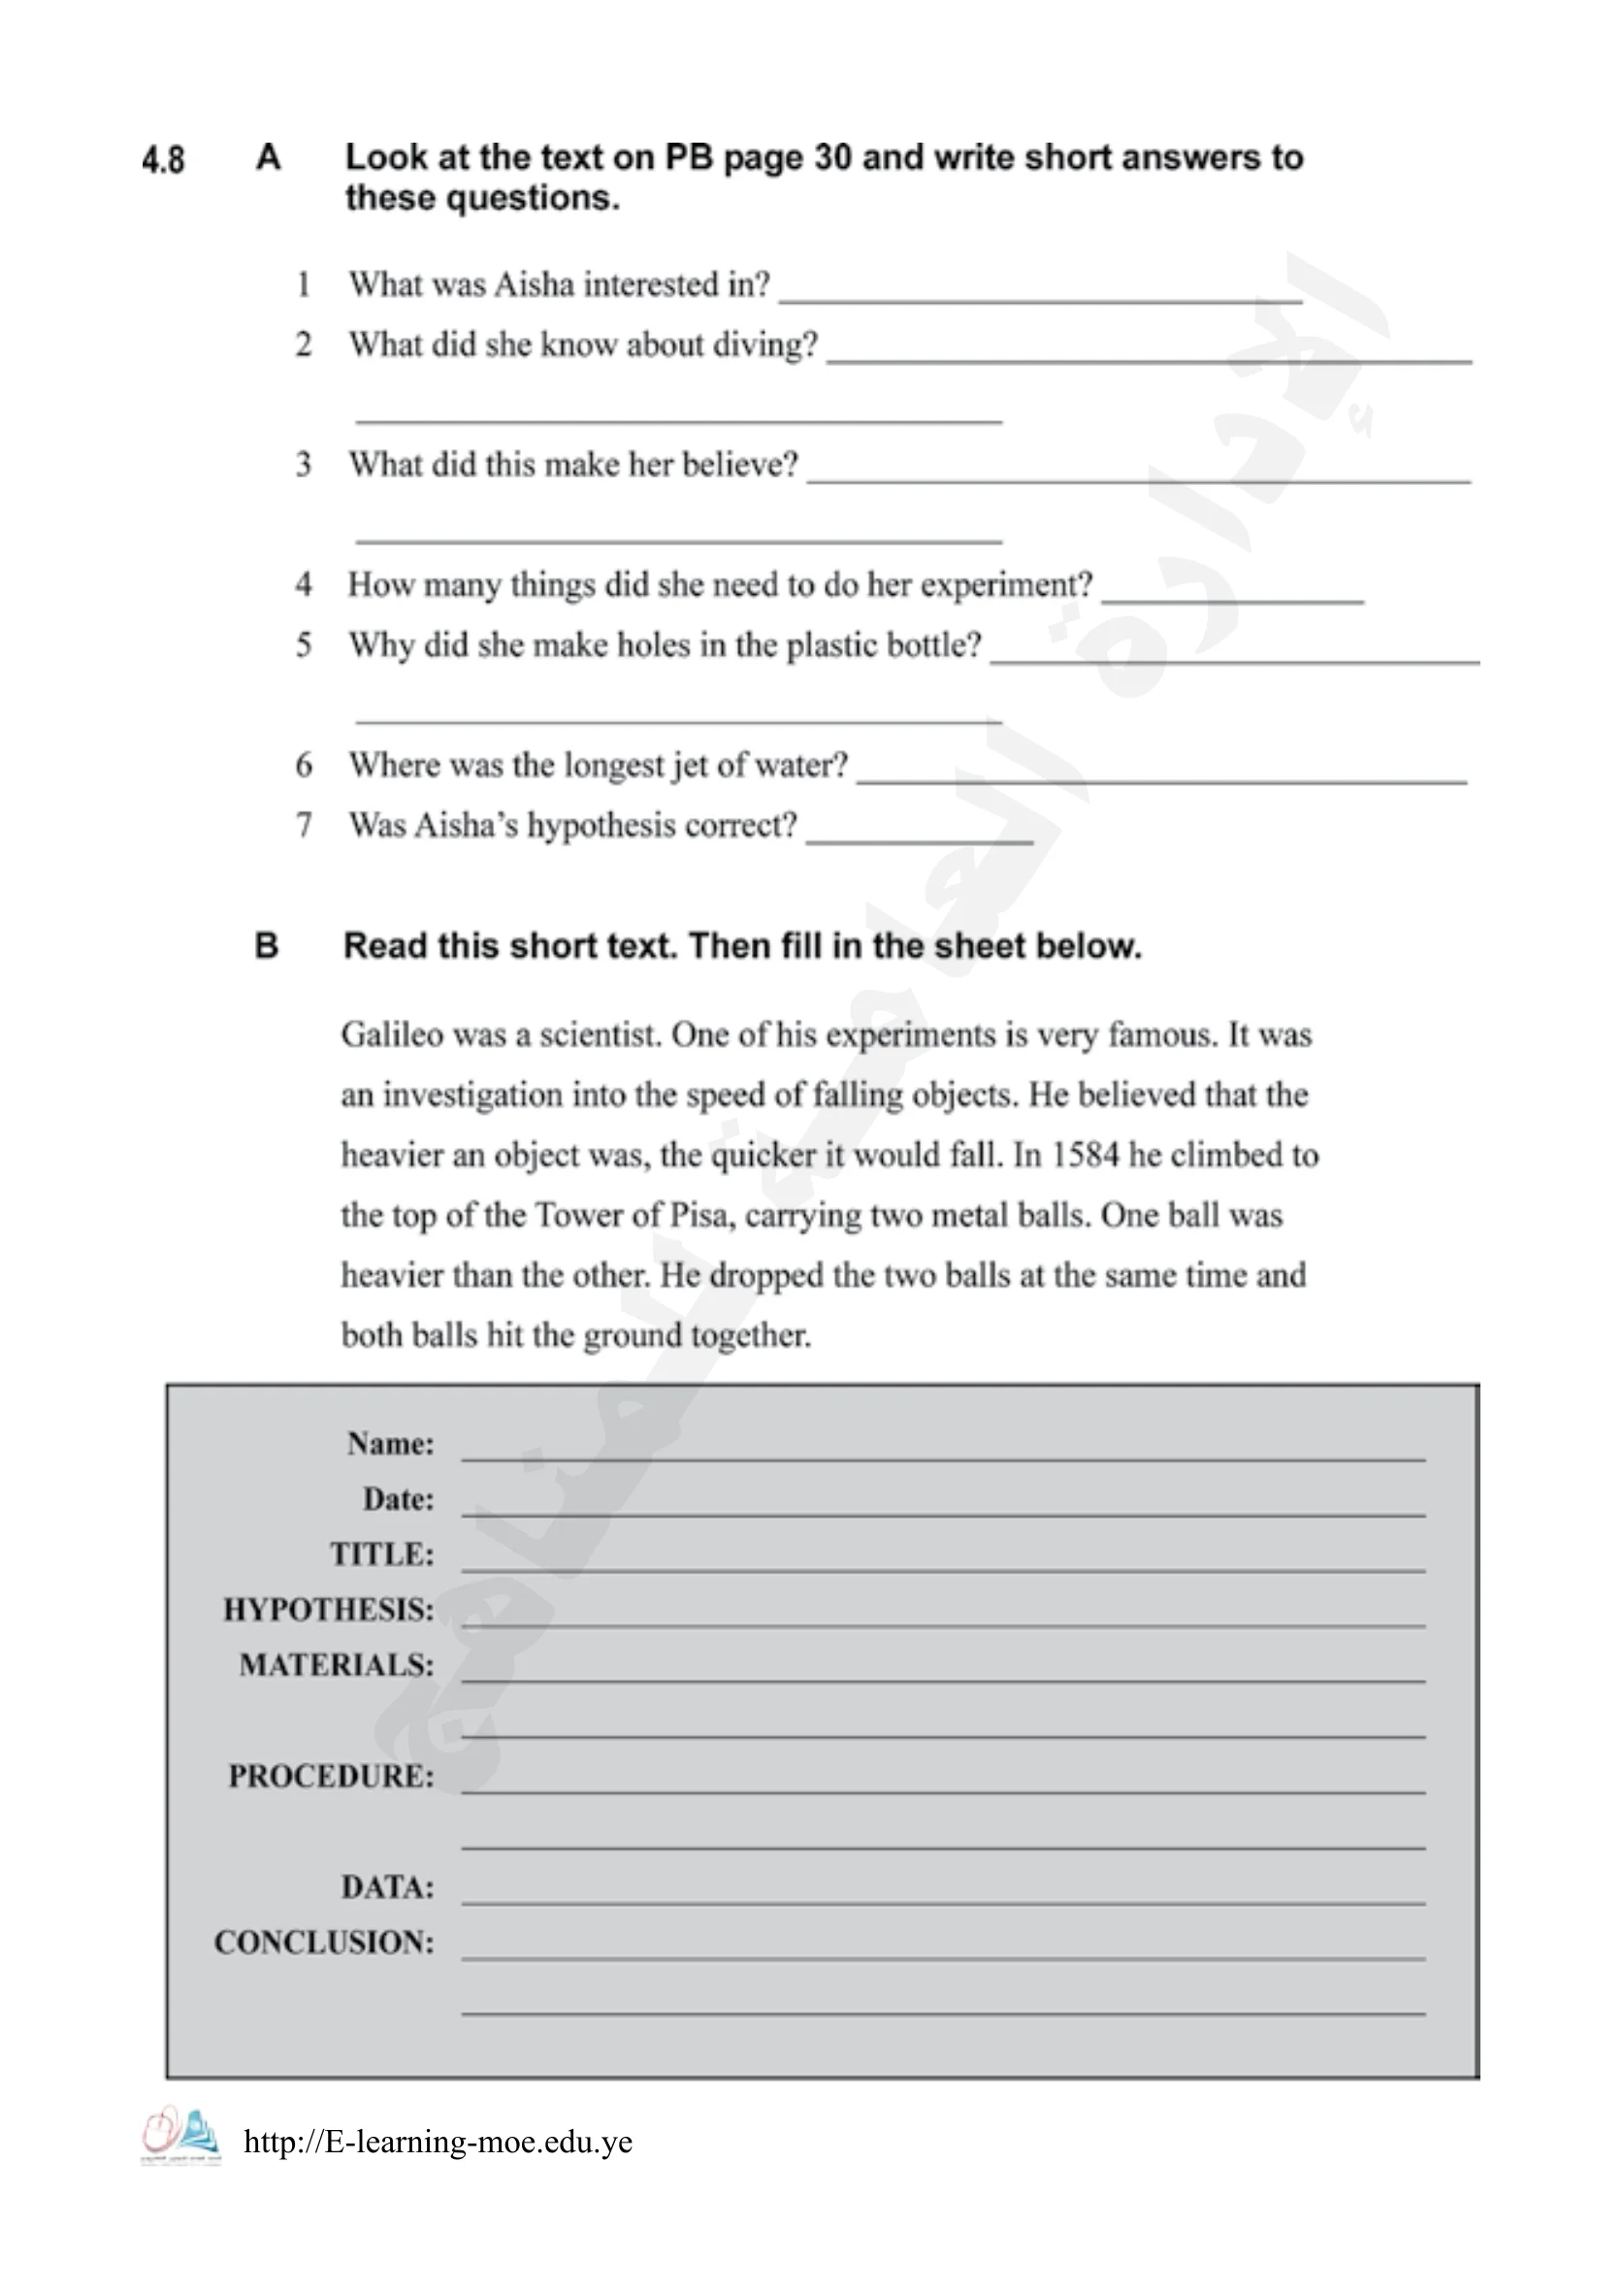 4.8 A Look at the text on PB page 30 and write short answers to
these questions.
1 What was Aisha interested in?
2 What did she know about diving?
3 What did this make her believe?
4 How many things did she need to do her experiment?
5 Why did she make holes in the plastic bottle?
6 Where was the longest jet of water?
7 Was Aisha’s hypothesis correct?
B Read this short text. Then fill in the sheet below.
Galileo was a scientist. One of his experiments is very famous. It was
an investigation into the speed of falling objects. He believed that the
heavier an object was, the quicker it would fall. In 1584 he climbed to
the top of the Tower of Pisa, carrying two metal balls. One ball was
heavier than the other. He dropped the two balls at the same time and
both balls hit the ground together.
Name:
Date:
TITLE:
HYPOTHESIS:
MATERIALS:
PROCEDURE:
DATA:
CONCLUSION:
http://E-learning-moe.edu.ye
الإدارة العامة للمناهج